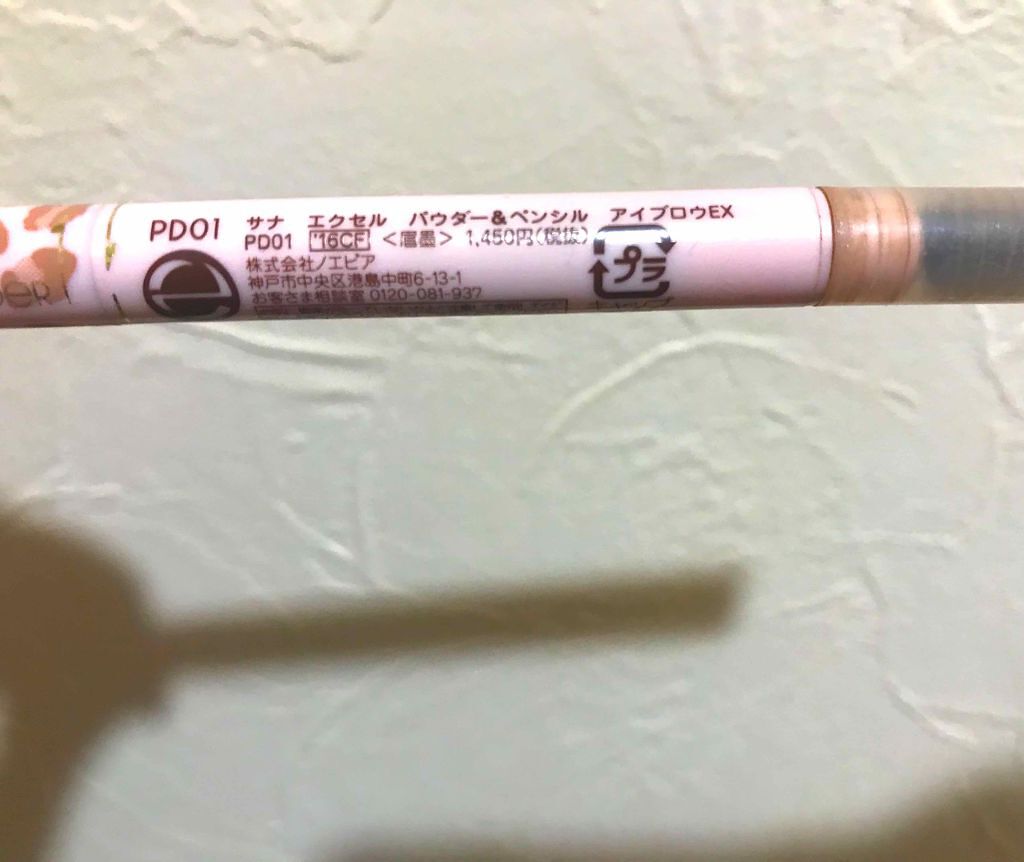 DER
PD01
サナ エクセル パウダー&ペンシル アイブロウEX
PD01 '16CF <眉墨> 1,450円(税抜)
株式会社ノエビア
神戸市中央区港島中町6-13-1
お客さま相談室 0120-081-937
プラ